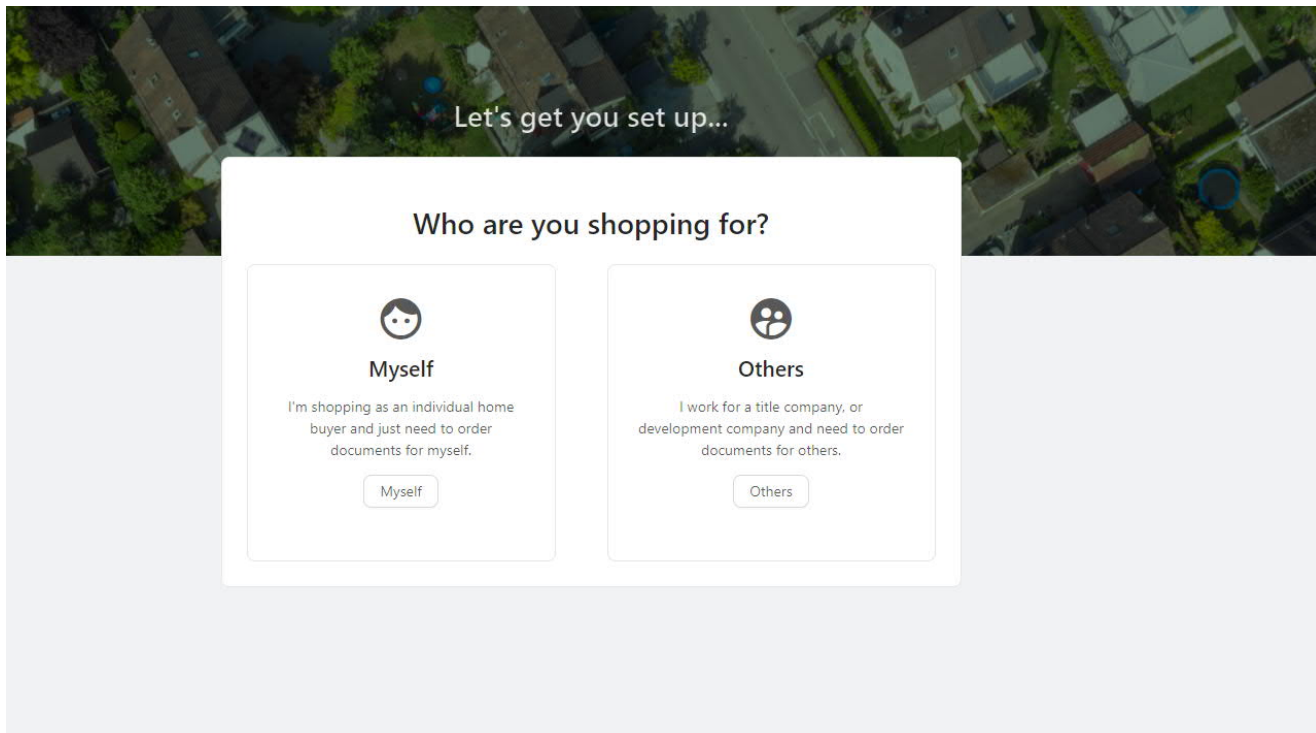 Let's get you set up...
Who are you shopping for?
Myself
I'm shopping as an individual home
buyer and just need to order
documents for myself.
Myself
Others
I work for a title company, or
development company and need to order
documents for others.
Others